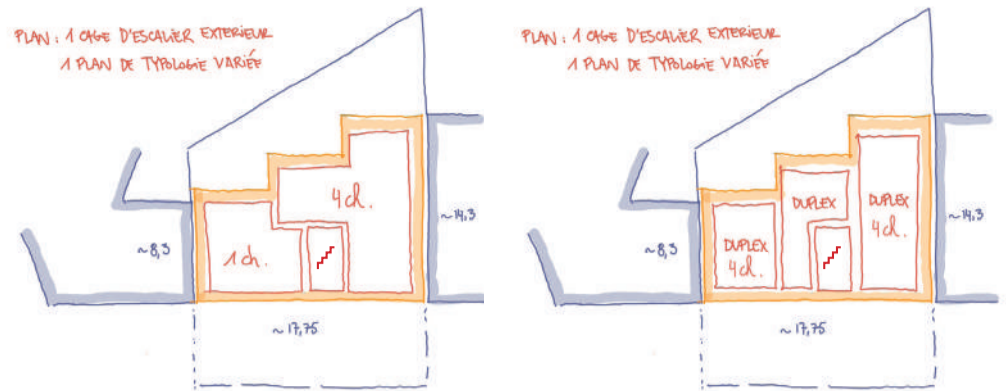 PLAN : 1 CAGE D'ESCALIER EXTERIEUR
1 PLAN DE TYPOLOGIE VARIÉE
4 ch.
1 ch.
~8,3
~14,3
~17,75
PLAN : 1 CAGE D'ESCALIER EXTERIEUR
1 PLAN DE TYPOLOGIE VARIÉE
DUPLEX
DUPLEX
4 ch.
DUPLEX
4 ch.
~8,3
~14,3
~17,75